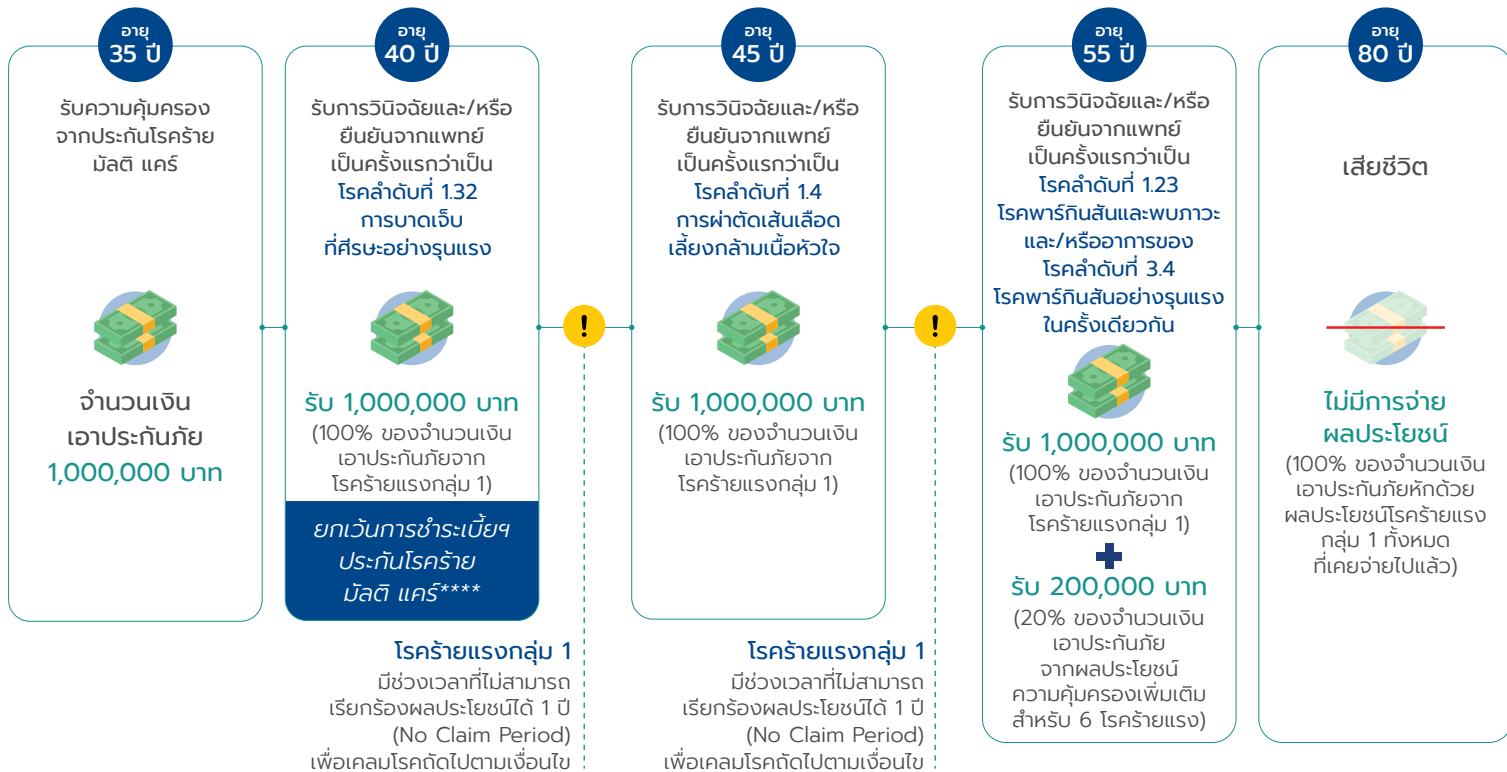 อายุ
35 ปี
รับความคุ้มครอง
จากประกันโรคร้าย
มัลติ แคร์
จำนวนเงิน
เอาประกันภัย
1,000,000 บาท
อายุ
40 ปี
รับการวินิจฉัยและ/หรือ
ยืนยันจากแพทย์
เป็นครั้งแรกว่าเป็น
โรคลำดับที่ 1.32
การบาดเจ็บ
ที่ศีรษะอย่างรุนแรง
รับ 1,000,000 บาท
(100% ของจำนวนเงิน
เอาประกันภัยจาก
โรคร้ายแรงกลุ่ม 1)
ยกเว้นการชำระเบี้ยฯ
ประกันโรคร้าย
มัลติ แคร์****
!
โรคร้ายแรงกลุ่ม 1
มีช่วงเวลาที่ไม่สามารถ
เรียกร้องผลประโยชน์ได้ 1 ปี
(No Claim Period)
เพื่อเคลมโรคถัดไปตามเงื่อนไข
อายุ
45 ปี
รับการวินิจฉัยและ/หรือ
ยืนยันจากแพทย์
เป็นครั้งแรกว่าเป็น
โรคลำดับที่ 1.4
การผ่าตัดเส้นเลือด
เลี้ยงกล้ามเนื้อหัวใจ
รับ 1,000,000 บาท
(100% ของจำนวนเงิน
เอาประกันภัยจาก
โรคร้ายแรงกลุ่ม 1)
!
โรคร้ายแรงกลุ่ม 1
มีช่วงเวลาที่ไม่สามารถ
เรียกร้องผลประโยชน์ได้ 1 ปี
(No Claim Period)
เพื่อเคลมโรคถัดไปตามเงื่อนไข
อายุ
55 ปี
รับการวินิจฉัยและ/หรือ
ยืนยันจากแพทย์
เป็นครั้งแรกว่าเป็น
โรคลำดับที่ 1.23
โรคพาร์กินสันและพบภาวะ
และ/หรืออาการของ
โรคลำดับที่ 3.4
โรคพาร์กินสันอย่างรุนแรง
ในครั้งเดียวกัน
รับ 1,000,000 บาท
(100% ของจำนวนเงิน
เอาประกันภัยจาก
โรคร้ายแรงกลุ่ม 1)
+
รับ 200,000 บาท
(20% ของจำนวนเงิน
เอาประกันภัย
จากผลประโยชน์
ความคุ้มครองเพิ่มเติม
สำหรับ 6 โรคร้ายแรง)
อายุ
80 ปี
เสียชีวิต
ไม่มีการจ่าย
ผลประโยชน์
(100% ของจำนวนเงิน
เอาประกันภัยหักด้วย
ผลประโยชน์โรคร้ายแรง
กลุ่ม 1 ทั้งหมด
ที่เคยจ่ายไปแล้ว)